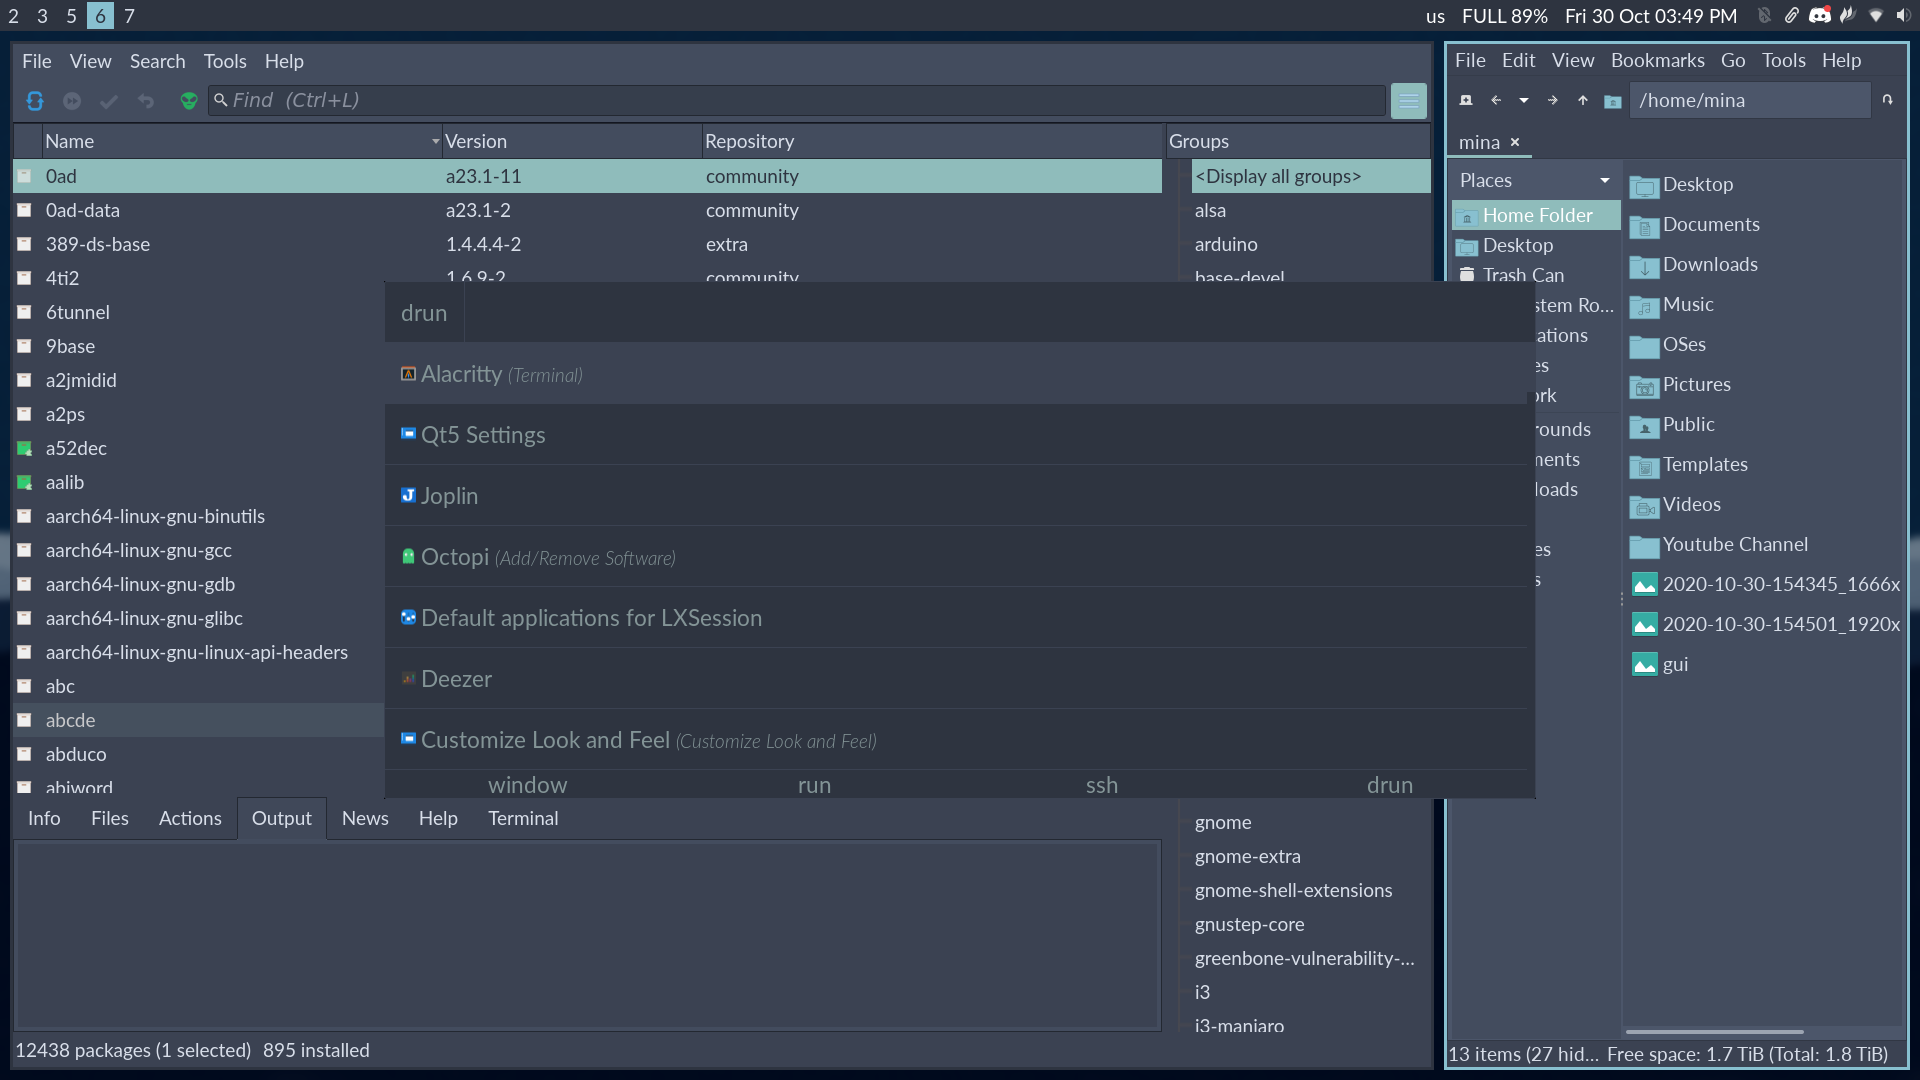 2 3 5 6 7
us FULL 89% Fri 30 Oct 03:49 PM
File View Search Tools Help
Find (Ctrl+L)
Name Version Repository
0ad a23.1-11 community
0ad-data a23.1-2 community
389-ds-base 1.4.4.4-2 extra
4ti2 1.6.9-2 community
6tunnel
9base
a2jmidid
a2ps
a52dec
aalib
aarch64-linux-gnu-binutils
aarch64-linux-gnu-gcc
aarch64-linux-gnu-gdb
aarch64-linux-gnu-glibc
aarch64-linux-gnu-linux-api-headers
abc
abcde
abduco
abiword
Groups
<Display all groups>
alsa
arduino
base-devel
drun
Alacritty (Terminal)
Qt5 Settings
Joplin
Octopi (Add/Remove Software)
Default applications for LXSession
Deezer
Customize Look and Feel (Customize Look and Feel)
window run ssh drun
Info Files Actions Output News Help Terminal
gnome
gnome-extra
gnome-shell-extensions
gnustep-core
greenbone-vulnerability-...
i3
i3-manjaro
12438 packages (1 selected) 895 installed
File Edit View Bookmarks Go Tools Help
/home/mina
mina
Places
Home Folder
Desktop
Trash Can
stem Ro...
ations
es
ork
rounds
ments
loads
es
s
Desktop
Documents
Downloads
Music
OSes
Pictures
Public
Templates
Videos
Youtube Channel
2020-10-30-154345_1666x
2020-10-30-154501_1920x
gui
13 items (27 hid... Free space: 1.7 TiB (Total: 1.8 TiB)